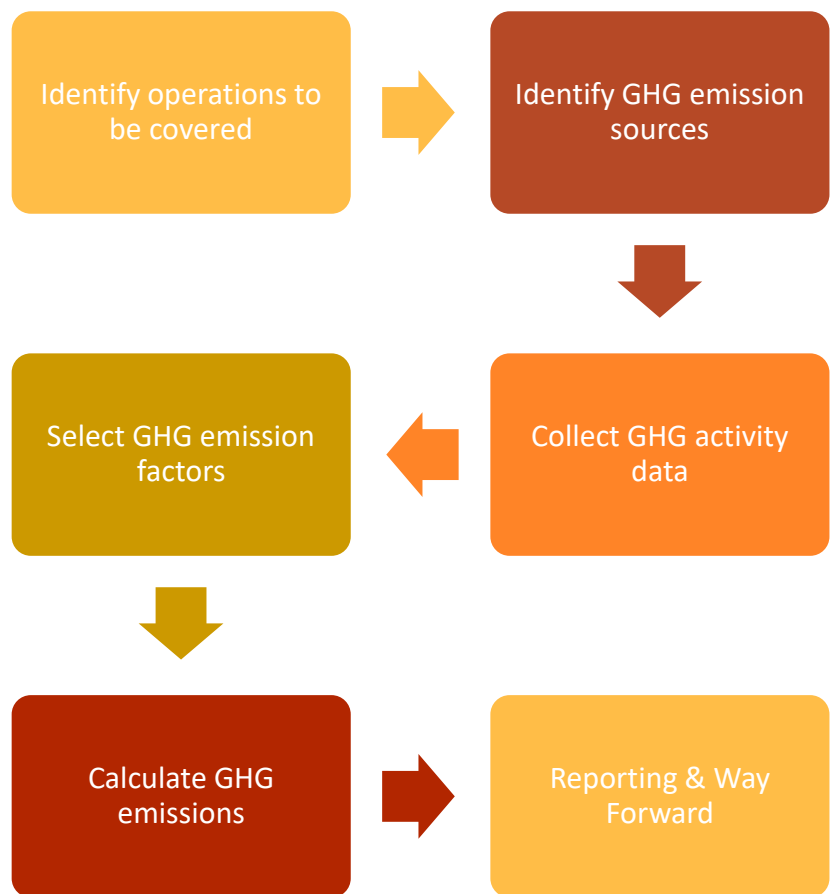 Identify operations to
be covered
Identify GHG emission
sources
Collect GHG activity
data
Select GHG emission
factors
Calculate GHG
emissions
Reporting & Way
Forward